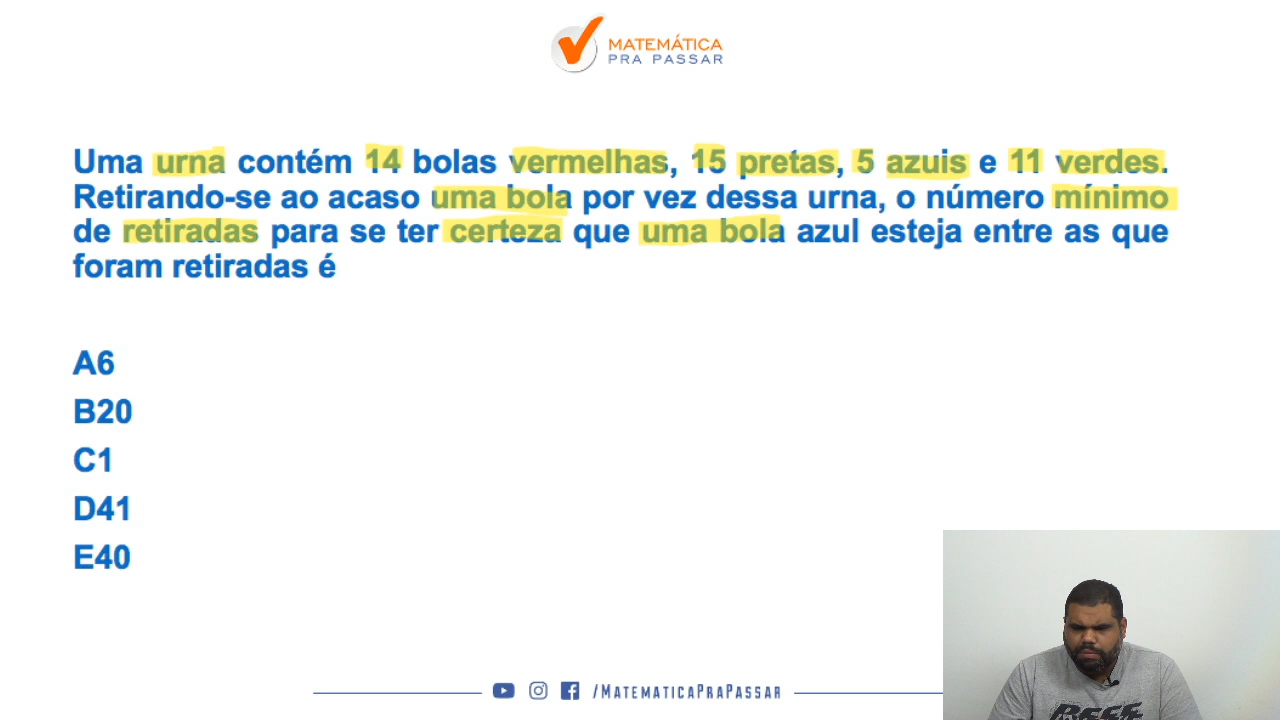 MATEMÁTICA
PRA PASSAR
Uma urna contém 14 bolas vermelhas, 15 pretas, 5 azuis e 11 verdes.
Retirando-se ao acaso uma bola por vez dessa urna, o número mínimo
de retiradas para se ter certeza que uma bola azul esteja entre as que
foram retiradas é
A6
B20
C1
D41
E40
/MATEMATICAPRAPASSAR